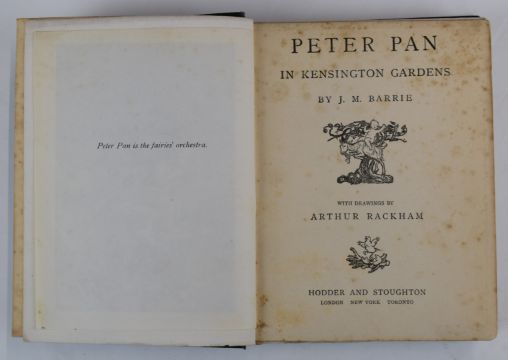 Peter Pan is the fairies' orchestra.
PETER PAN
IN KENSINGTON GARDENS
BY J. M. BARRIE
WITH DRAWINGS BY
ARTHUR RACKHAM
HODDER AND STOUGHTON
LONDON NEW YORK TORONTO